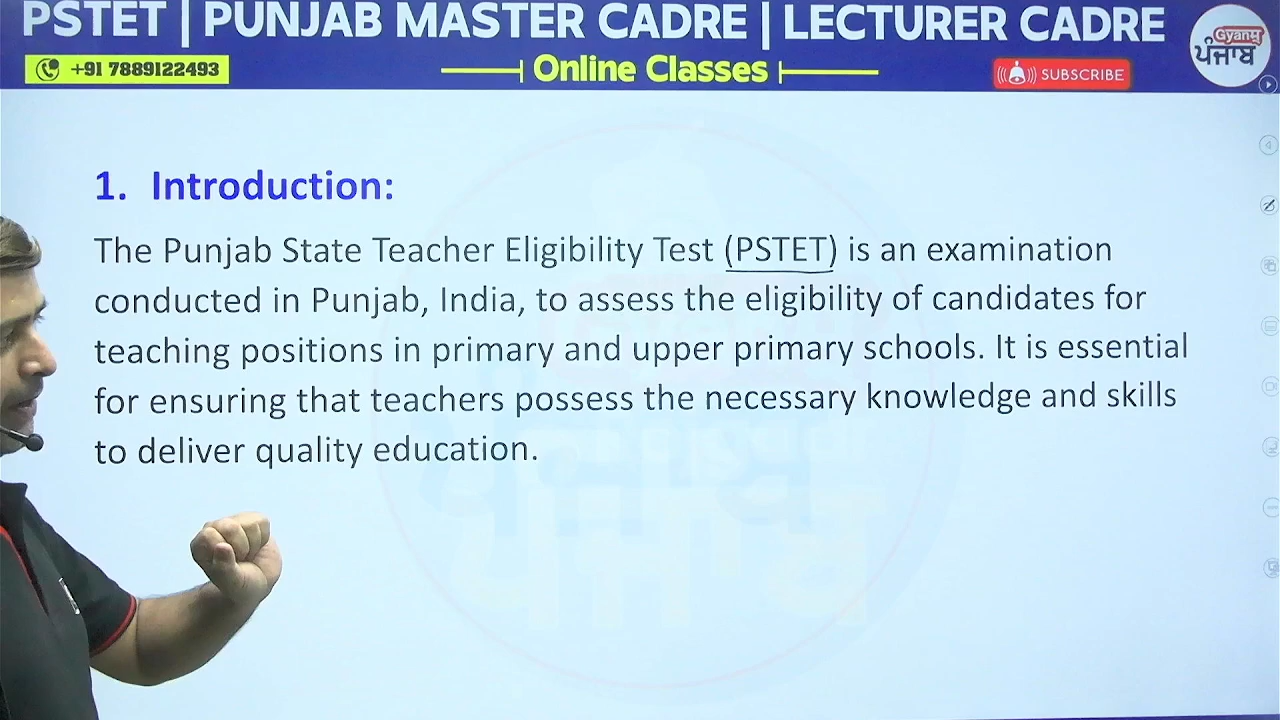 PSTET | PUNJAB MASTER CADRE | LECTURER CADRE
+91 7889122493
Online Classes
SUBSCRIBE
Gyanm
ਪੰਜਾਬ
1. Introduction:
The Punjab State Teacher Eligibility Test (PSTET) is an examination
conducted in Punjab, India, to assess the eligibility of candidates for
teaching positions in primary and upper primary schools. It is essential
for ensuring that teachers possess the necessary knowledge and skills
to deliver quality education.
ਪੰਜਾਬ